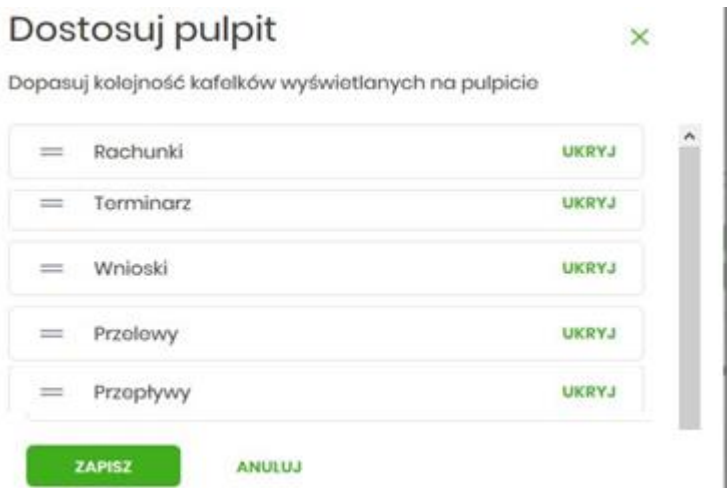 Dostosuj pulpit
Dopasuj kolejność kafelków wyświetlanych na pulpicie
Rachunki UKRYJ
Terminarz UKRYJ
Wnioski UKRYJ
Przelewy UKRYJ
Przepływy UKRYJ
ZAPISZ ANULUJ